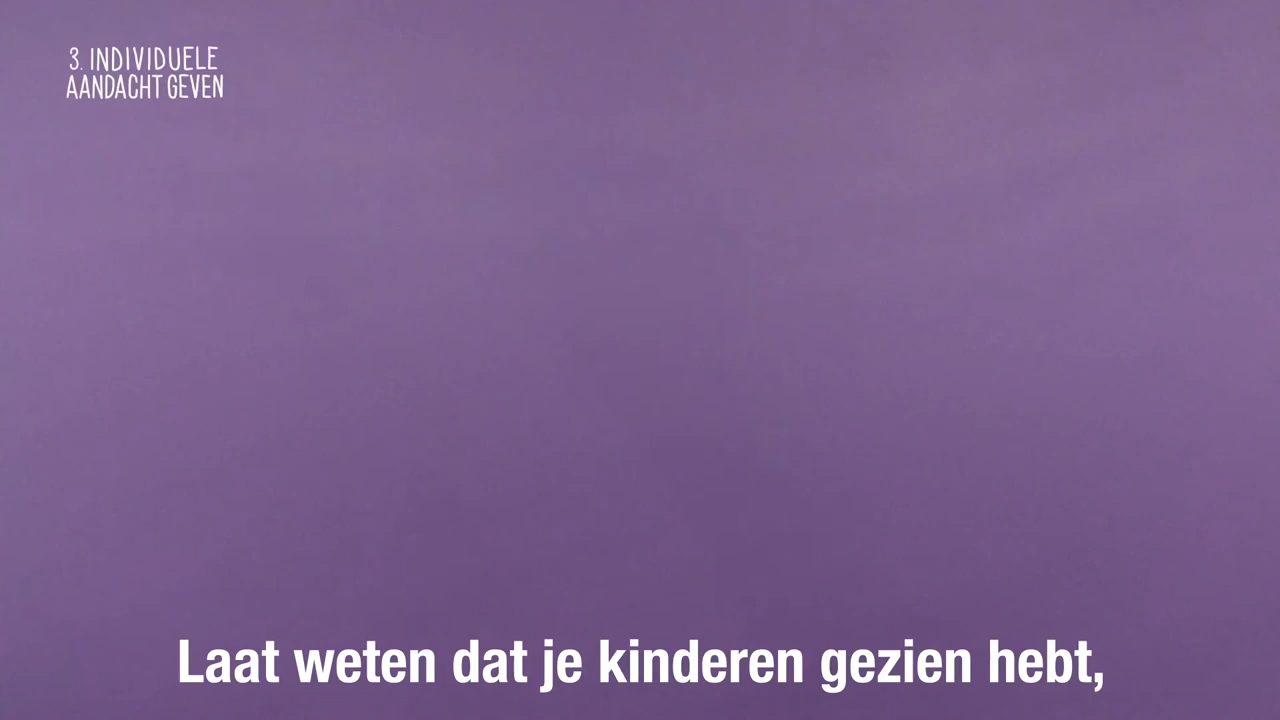 3. INDIVIDUELE
AANDACHT GEVEN
Laat weten dat je kinderen gezien hebt,